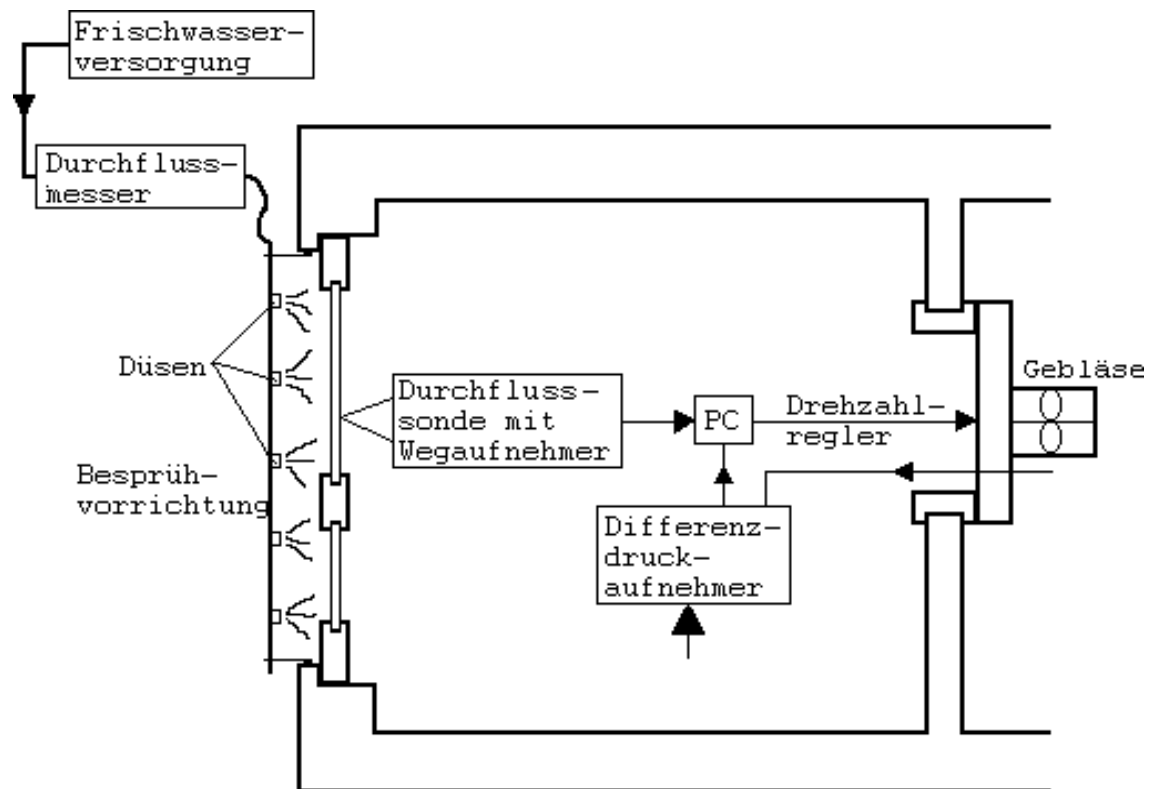 Frischwasser-
versorgung
Durchfluss-
messer
Düsen
Besprüh-
vorrichtung
Durchfluss-
sonde mit
Wegaufnehmer
PC
Drehzahl-
regler
Gebläse
Differenz-
druck-
aufnehmer